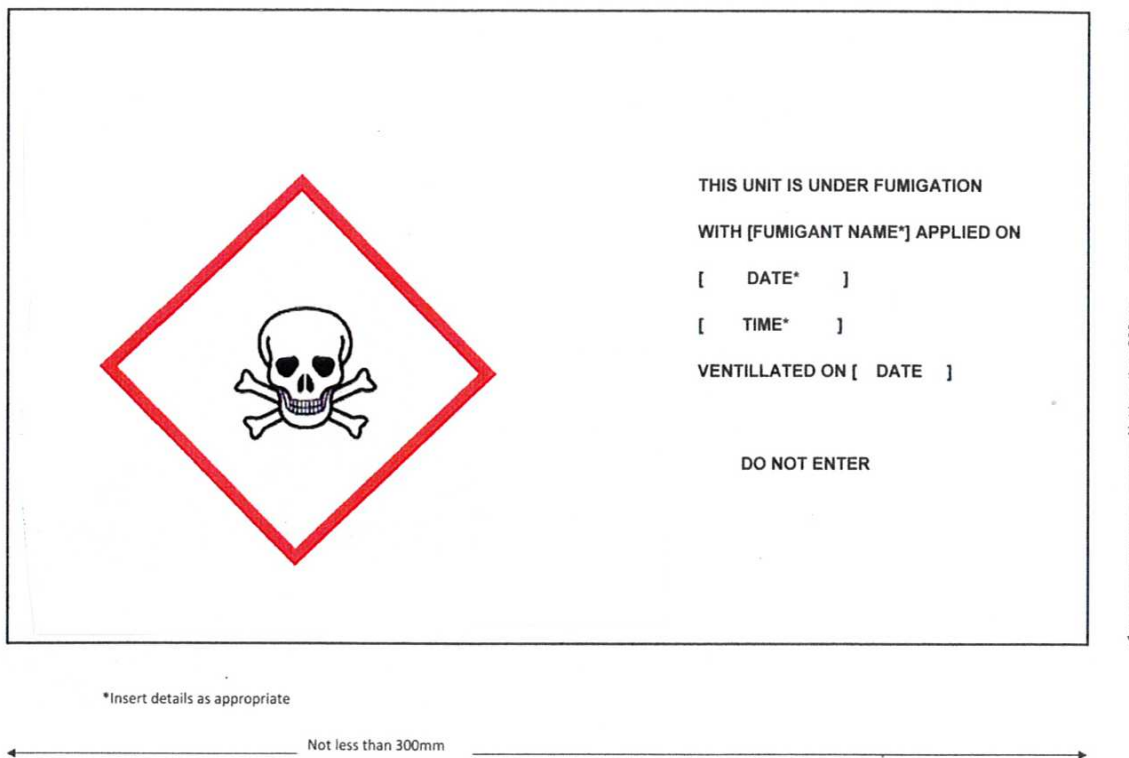 THIS UNIT IS UNDER FUMIGATION
WITH [FUMIGANT NAME*] APPLIED ON
[ DATE* ]
[ TIME* ]
VENTILLATED ON [ DATE ]
DO NOT ENTER
*Insert details as appropriate
Not less than 300mm